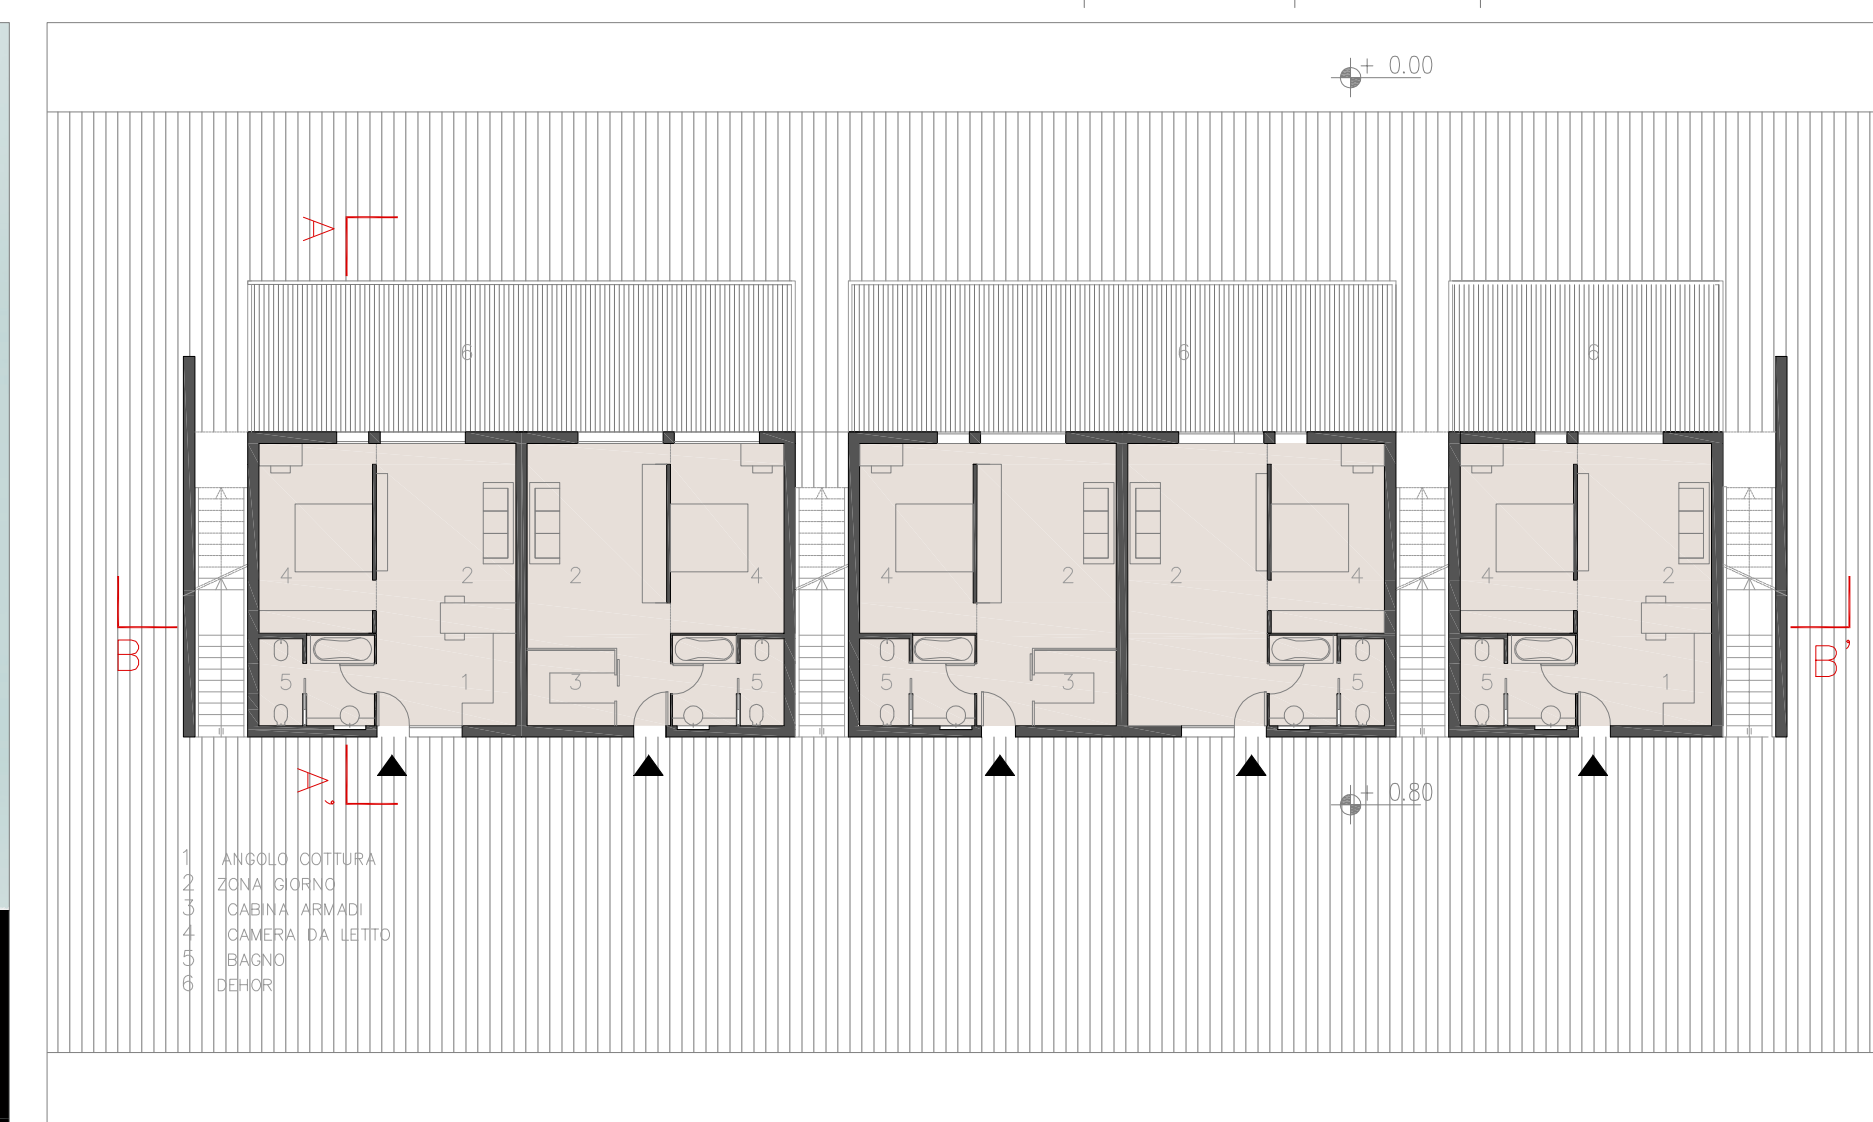 + 0.00
A
6 6 6
4 2 2 4 4 2 2 4 4 2
B B'
5 1 3 5 5 3 5 5 1
A'
+ 0.80
1 ANGOLO COTTURA
2 ZONA GIORNO
3 CABINA ARMADI
4 CAMERA DA LETTO
5 BAGNO
6 DEHOR